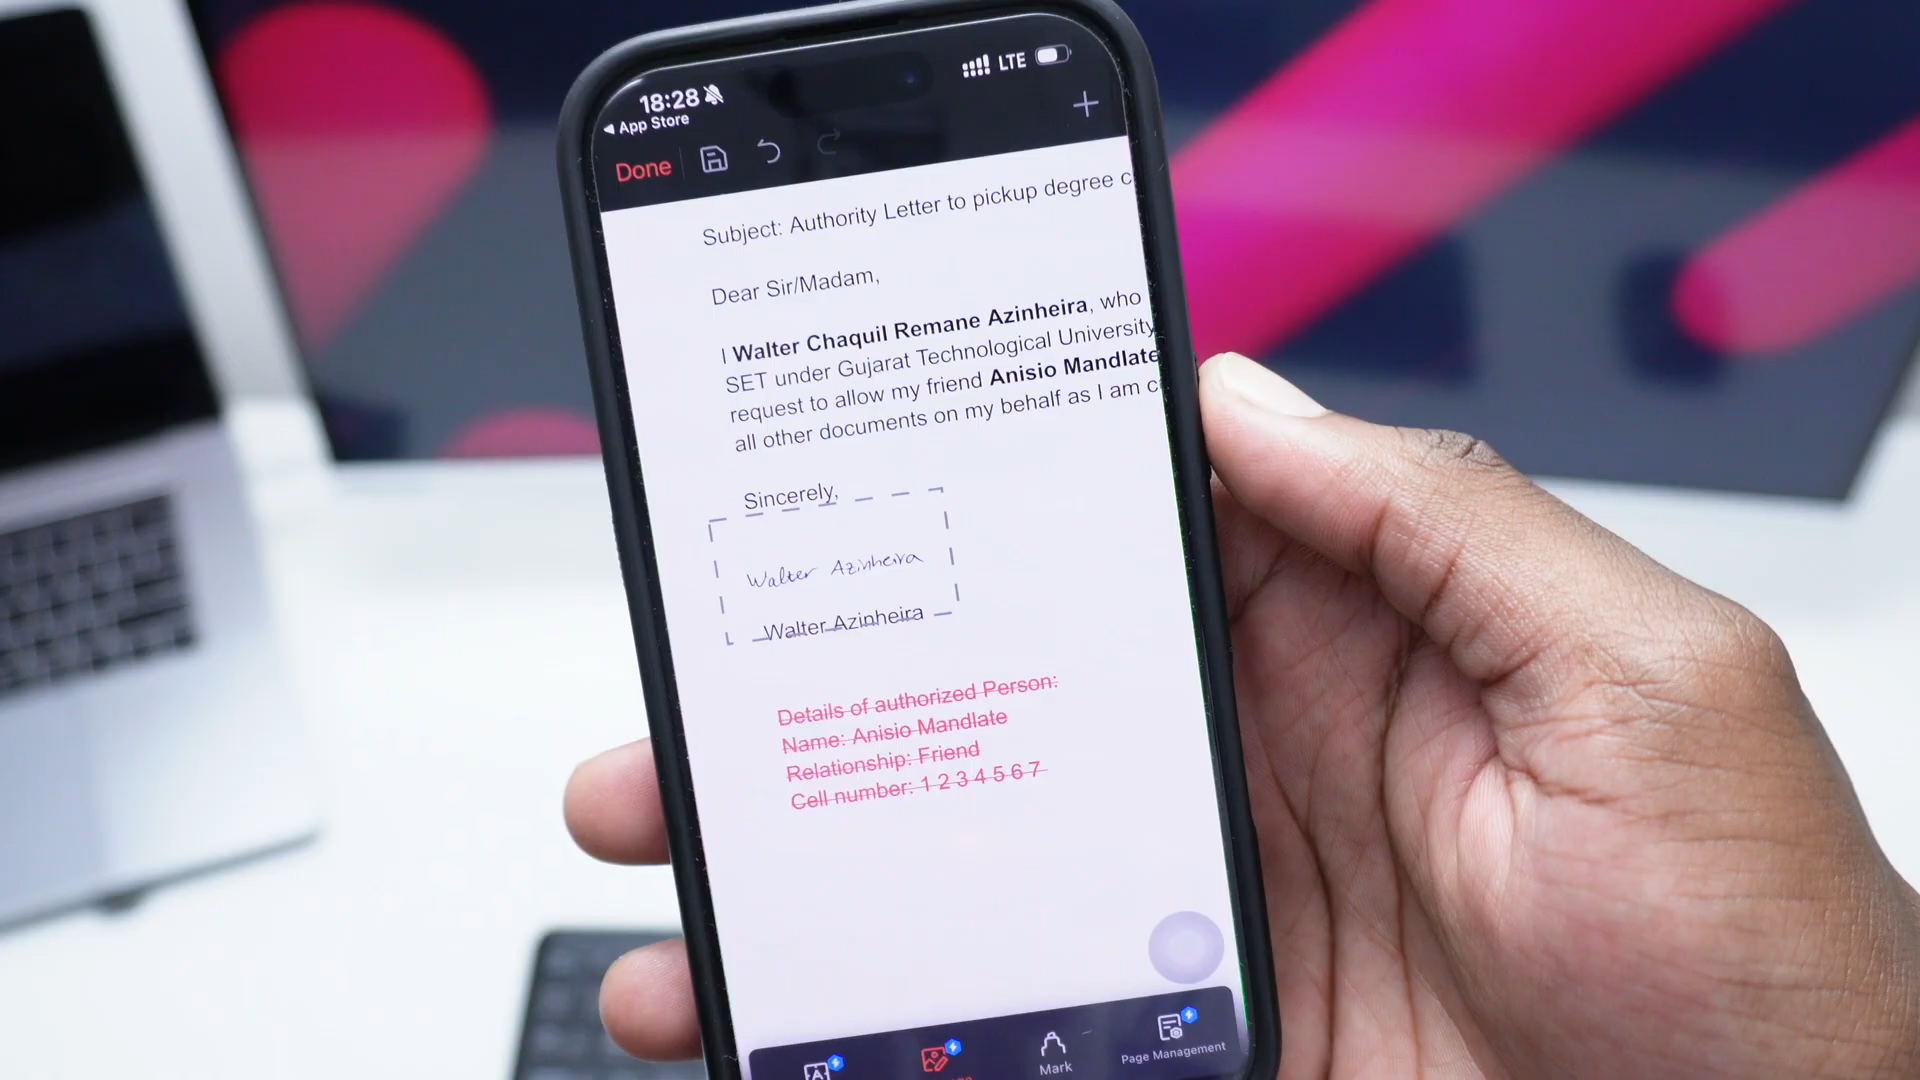 18:28 LTE
App Store
Done
Subject: Authority Letter to pickup degree c
Dear Sir/Madam,
I Walter Chaquil Remane Azinheira, who
SET under Gujarat Technological University
request to allow my friend Anisio Mandlate
all other documents on my behalf as I am c
Sincerely,
Walter Azinheira
Walter Azinheira
Details of authorized Person:
Name: Anisio Mandlate
Relationship: Friend
Cell number: 1 2 3 4 5 6 7
Mark
Page Management